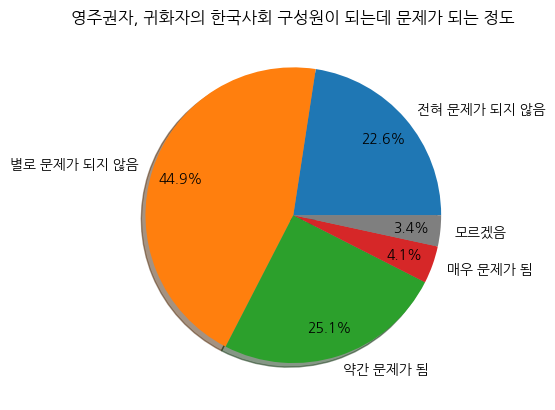 영주권자, 귀화자의 한국사회 구성원이 되는데 문제가 되는 정도
전혀 문제가 되지 않음
22.6%
별로 문제가 되지 않음
44.9%
3.4%
모르겠음
4.1%
매우 문제가 됨
25.1%
약간 문제가 됨